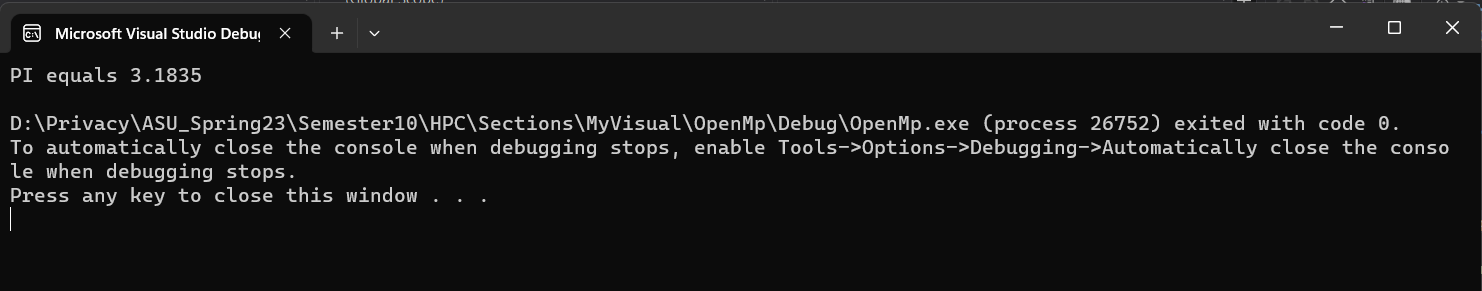 Microsoft Visual Studio Debu
PI equals 3.1835
D:\Privacy\ASU_Spring23\Semester10\HPC\Sections\MyVisual\OpenMp\Debug\OpenMp.exe (process 26752) exited with code 0.
To automatically close the console when debugging stops, enable Tools->Options->Debugging->Automatically close the conso
le when debugging stops.
Press any key to close this window . . .